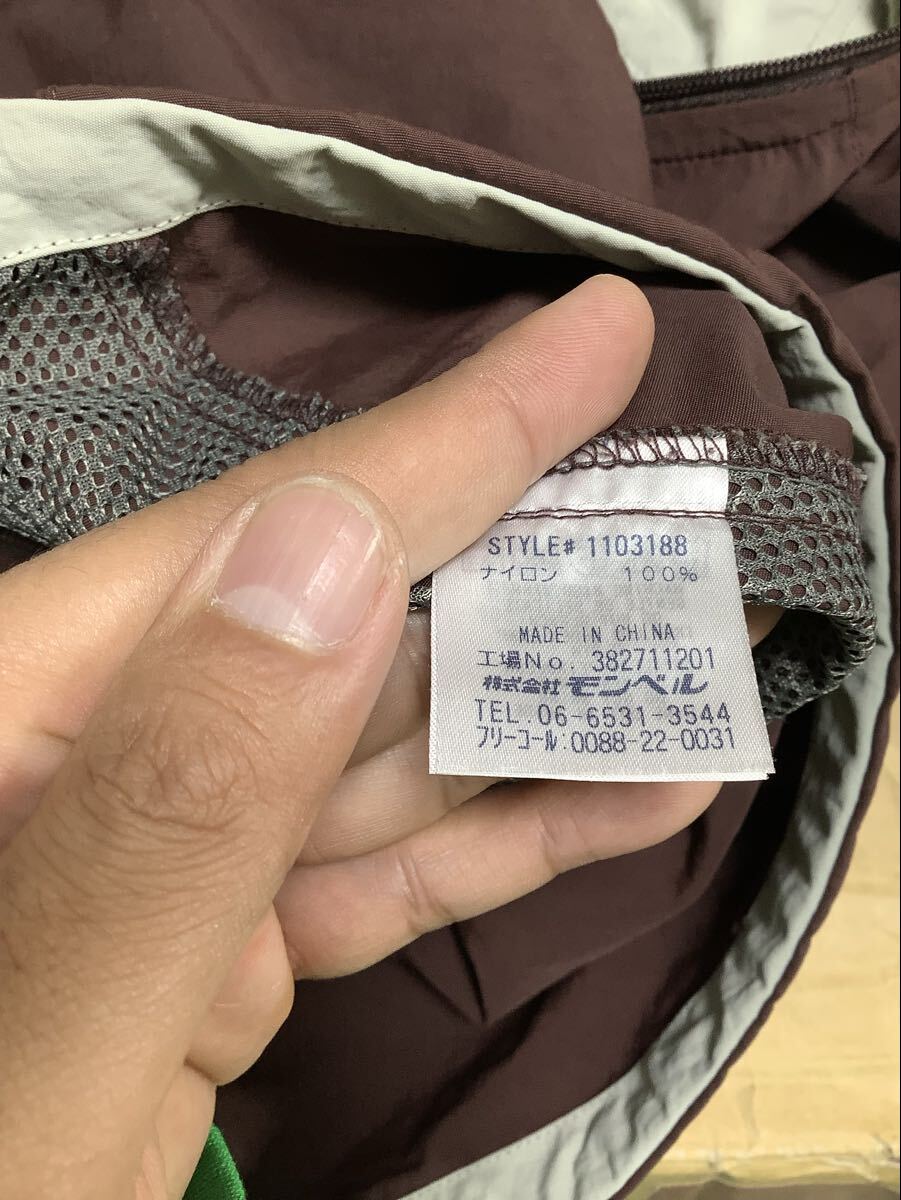 STYLE# 1103188
ナイロン 100%
MADE IN CHINA
工場No. 382711201
株式会社 モンベル
TEL.06-6531-3544
フリーコール:0088-22-0031